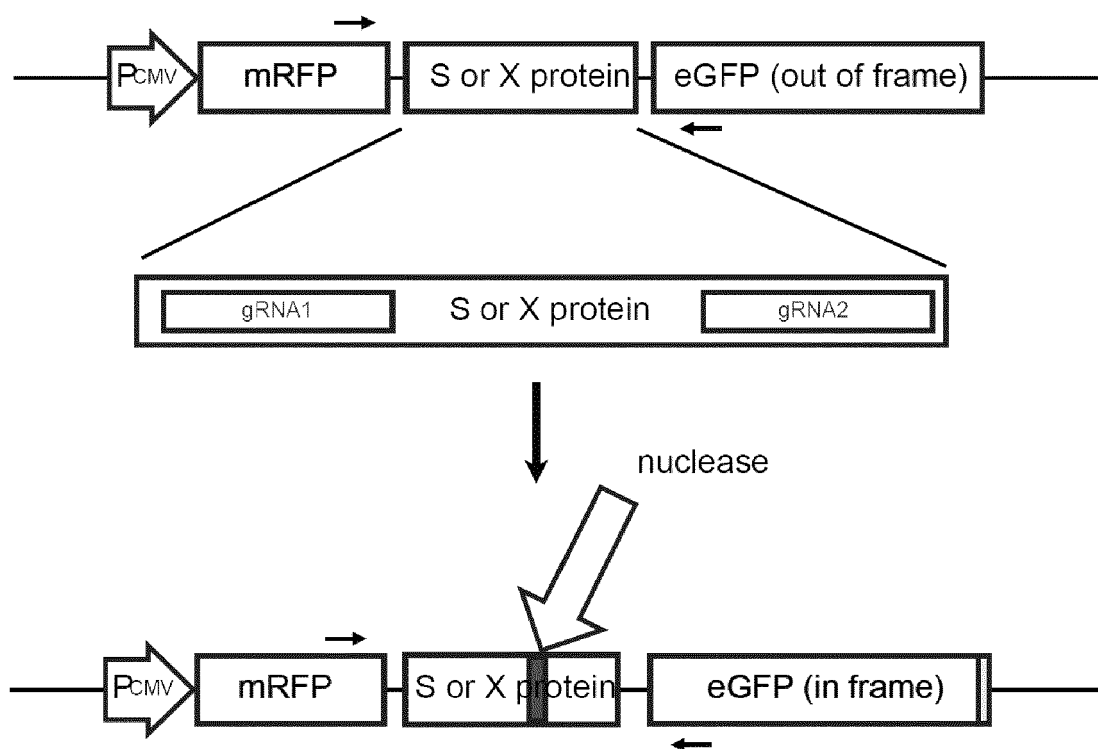 PCMV mRFP S or X protein eGFP (out of frame)
gRNA1 S or X protein gRNA2
nuclease
PCMV mRFP S or X protein eGFP (in frame)